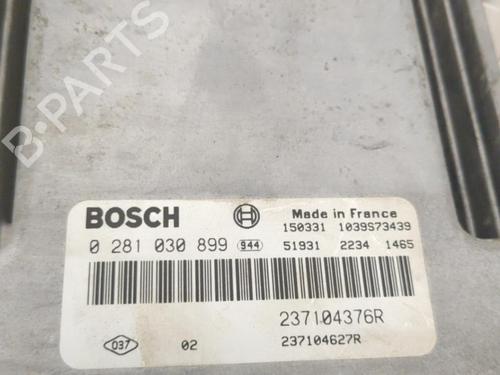 BOSCH Made in France
150331 1039S73439
0 281 030 899 944 51931 2234 1465
237104376R
037 02 237104627R
B-PARTS